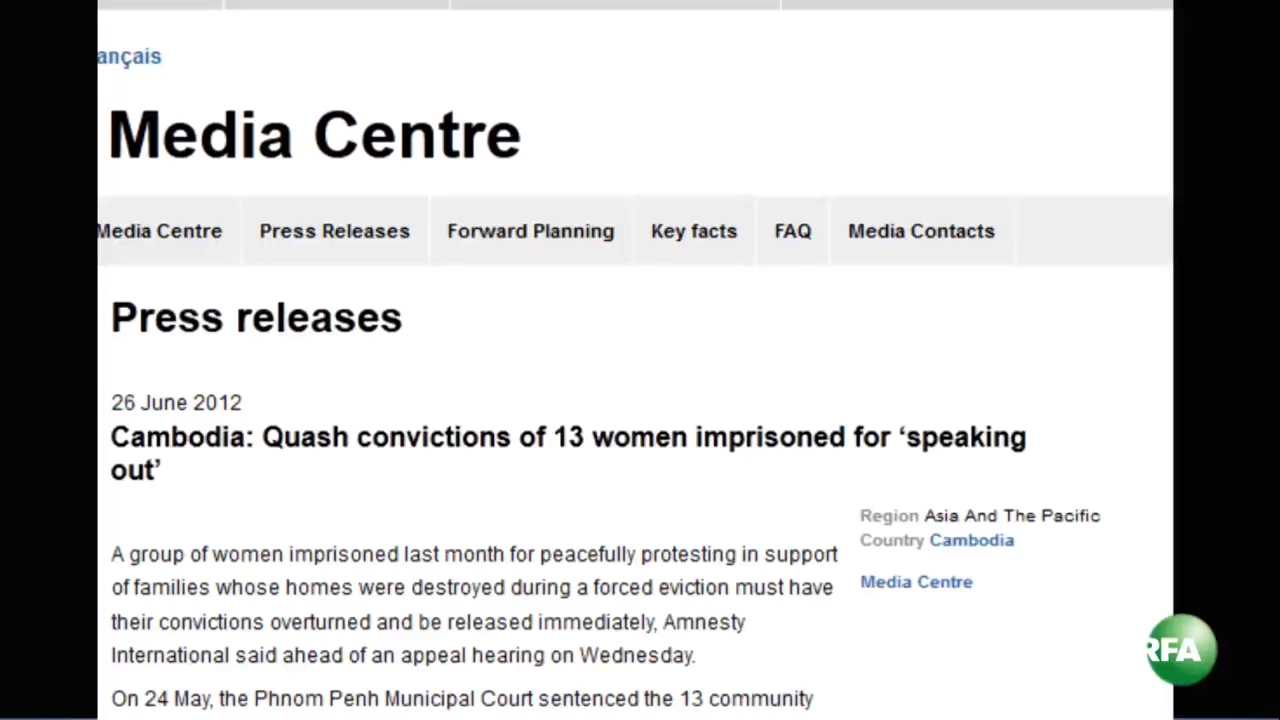 ançais
Media Centre
Media Centre Press Releases Forward Planning Key facts FAQ Media Contacts
Press releases
26 June 2012
Cambodia: Quash convictions of 13 women imprisoned for ‘speaking
out’
Region Asia And The Pacific
Country Cambodia
Media Centre
A group of women imprisoned last month for peacefully protesting in support
of families whose homes were destroyed during a forced eviction must have
their convictions overturned and be released immediately, Amnesty
International said ahead of an appeal hearing on Wednesday.
On 24 May, the Phnom Penh Municipal Court sentenced the 13 community
RFA